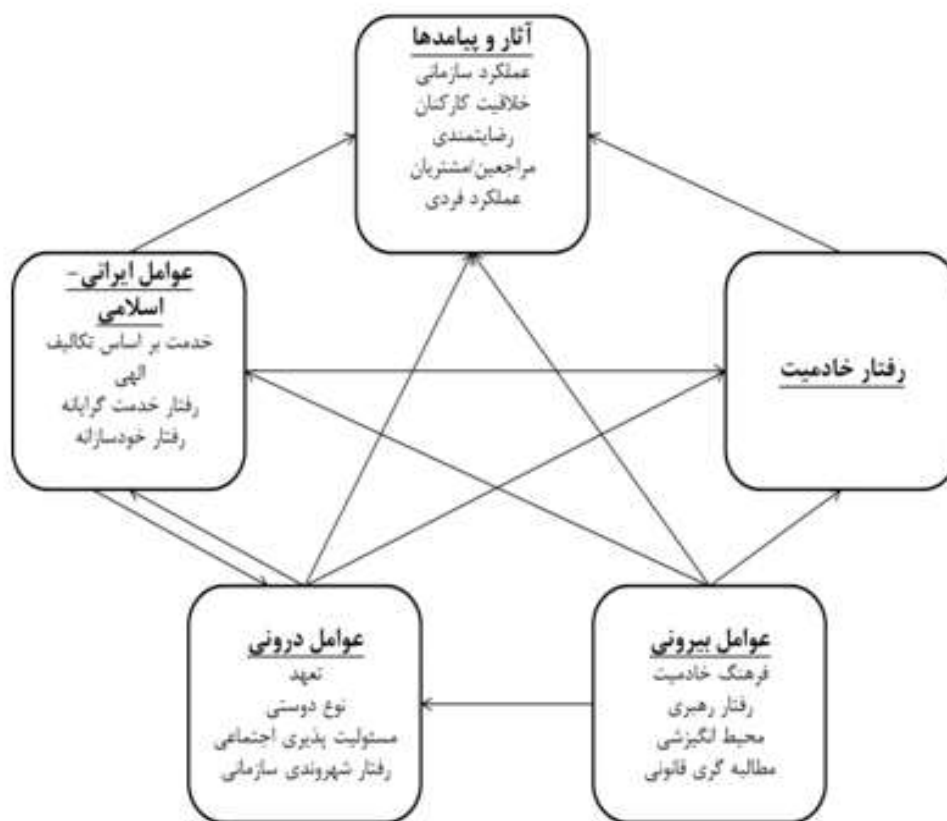 آثار و پیامدها
عملکرد سازمانی
خلاقیت کارکنان
رضایتمندی
مراجعین/مشتریان
عملکرد فردی
رفتار خادمیت
عوامل ایرانی-
اسلامی
خدمت بر اساس تکالیف
الهی
رفتار خدمت گرایانه
رفتار خودسازانه
عوامل بیرونی
فرهنگ خادمیت
رفتار رهبری
محیط انگیزشی
مطالبه گری قانونی
عوامل درونی
تعهد
نوع دوستی
مسئولیت پذیری اجتماعی
رفتار شهروندی سازمانی